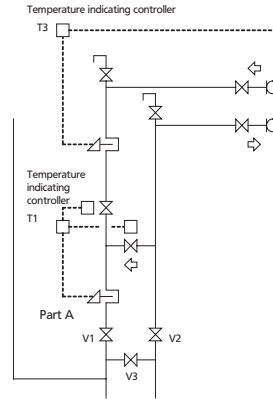 Temperature indicating controller
T3
Temperature
indicating
controller
T1
Part A
V1
V2
V3